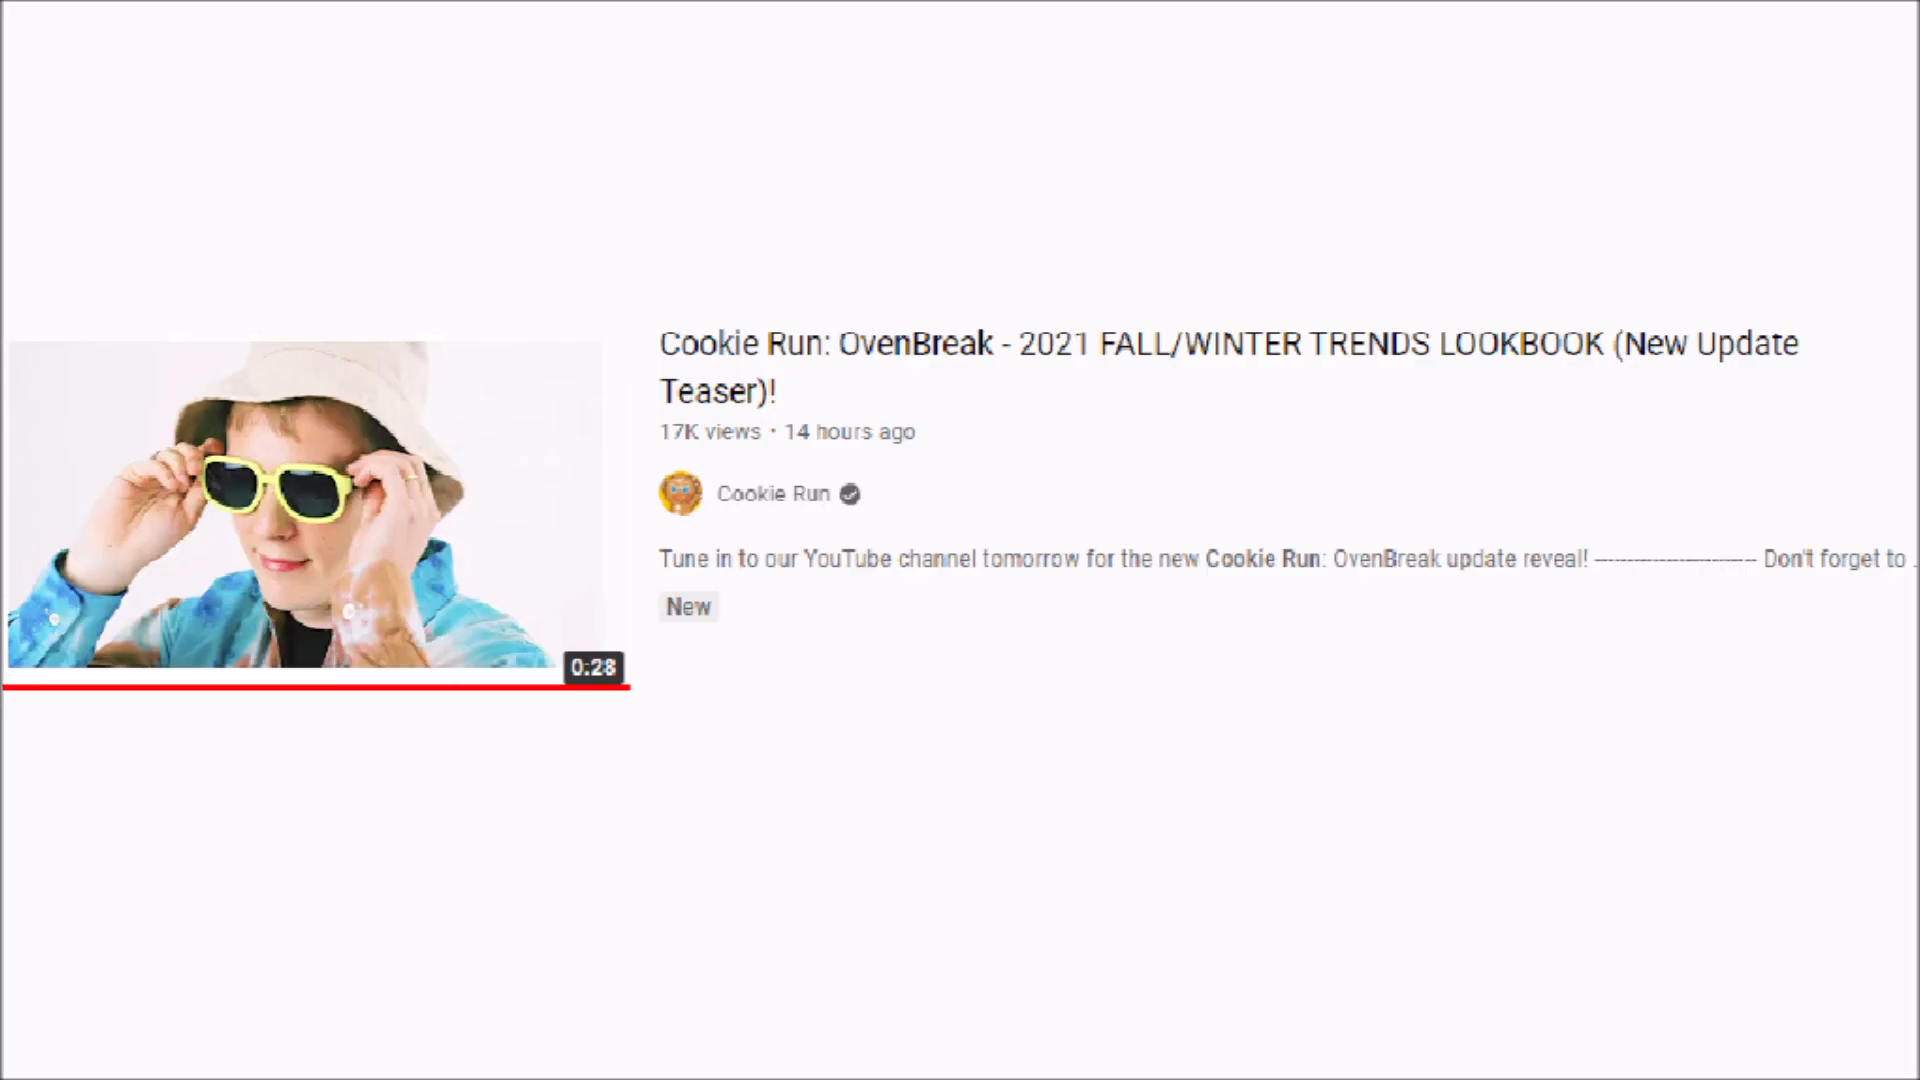 Cookie Run: OvenBreak - 2021 FALL/WINTER TRENDS LOOKBOOK (New Update
Teaser)!
17K views • 14 hours ago
Cookie Run
Tune in to our YouTube channel tomorrow for the new Cookie Run: OvenBreak update reveal! ------------------------- Don't forget to .
New
0:28